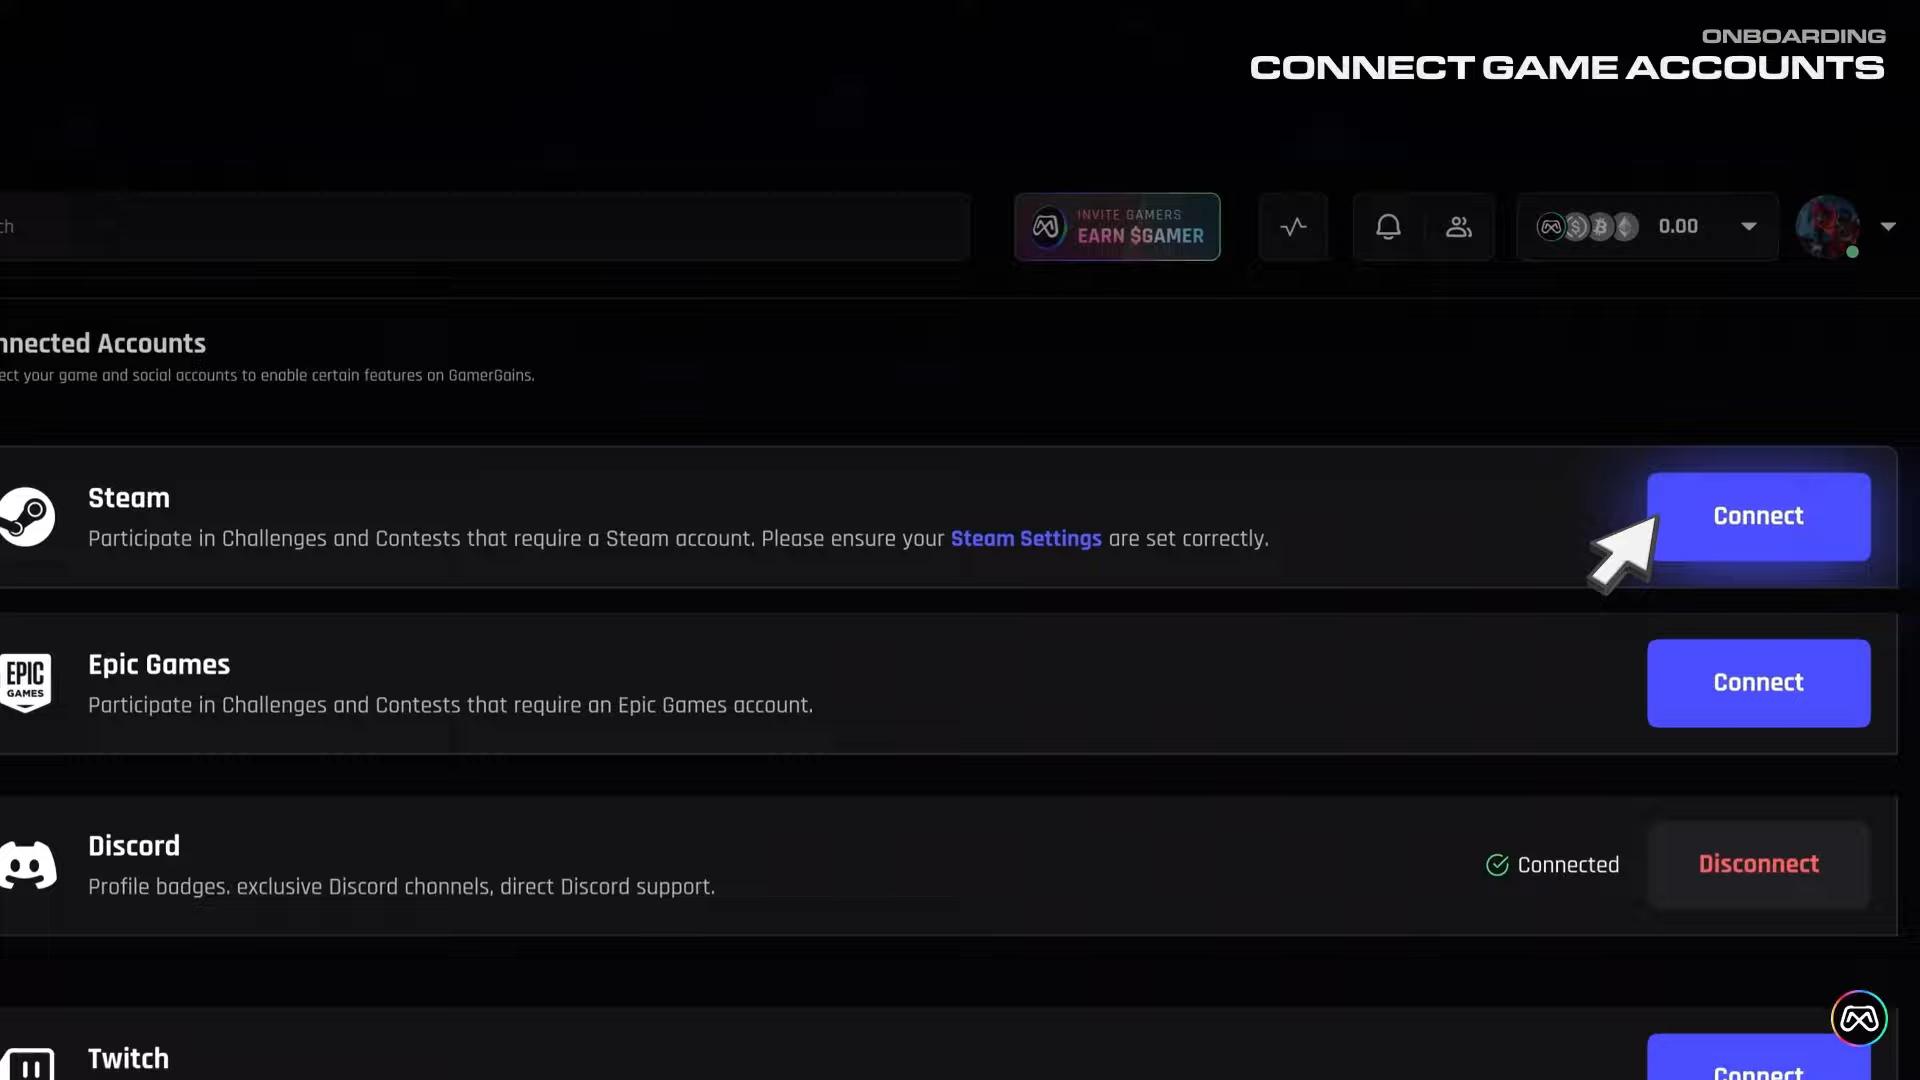 ONBOARDING
CONNECT GAME ACCOUNTS
ch
INVITE GAMERS
EARN $GAMER
0.00
nnected Accounts
ect your game and social accounts to enable certain features on GamerGains.
Steam
Participate in Challenges and Contests that require a Steam account. Please ensure your Steam Settings are set correctly.
Connect
EPIC
GAMES
Epic Games
Participate in Challenges and Contests that require an Epic Games account.
Connect
Discord
Profile badges. exclusive Discord channels, direct Discord support.
Connected
Disconnect
Twitch
Connect